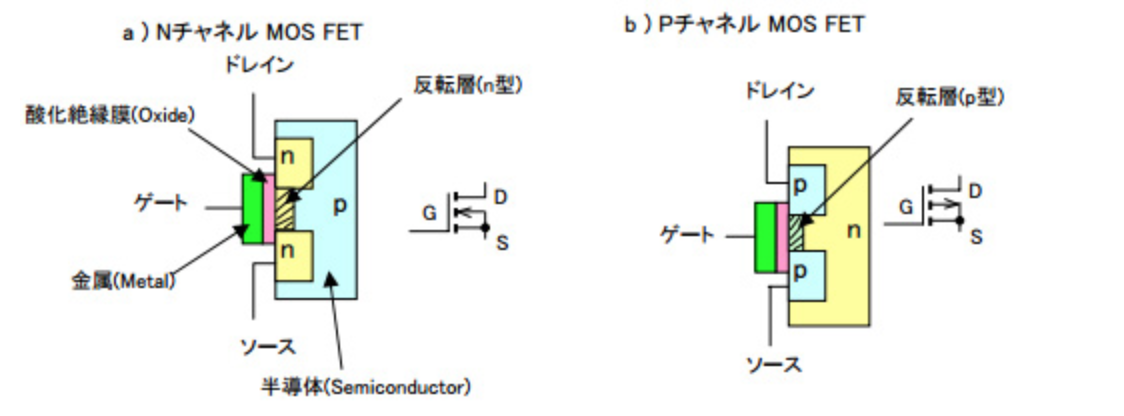 a ) Nチャネル MOS FET
ドレイン
反転層(n型)
酸化絶縁膜(Oxide)
n
ゲート
p
G
D
S
n
金属(Metal)
ソース
半導体(Semiconductor)
b ) Pチャネル MOS FET
ドレイン
反転層(p型)
p
G
D
S
ゲート
n
p
ソース